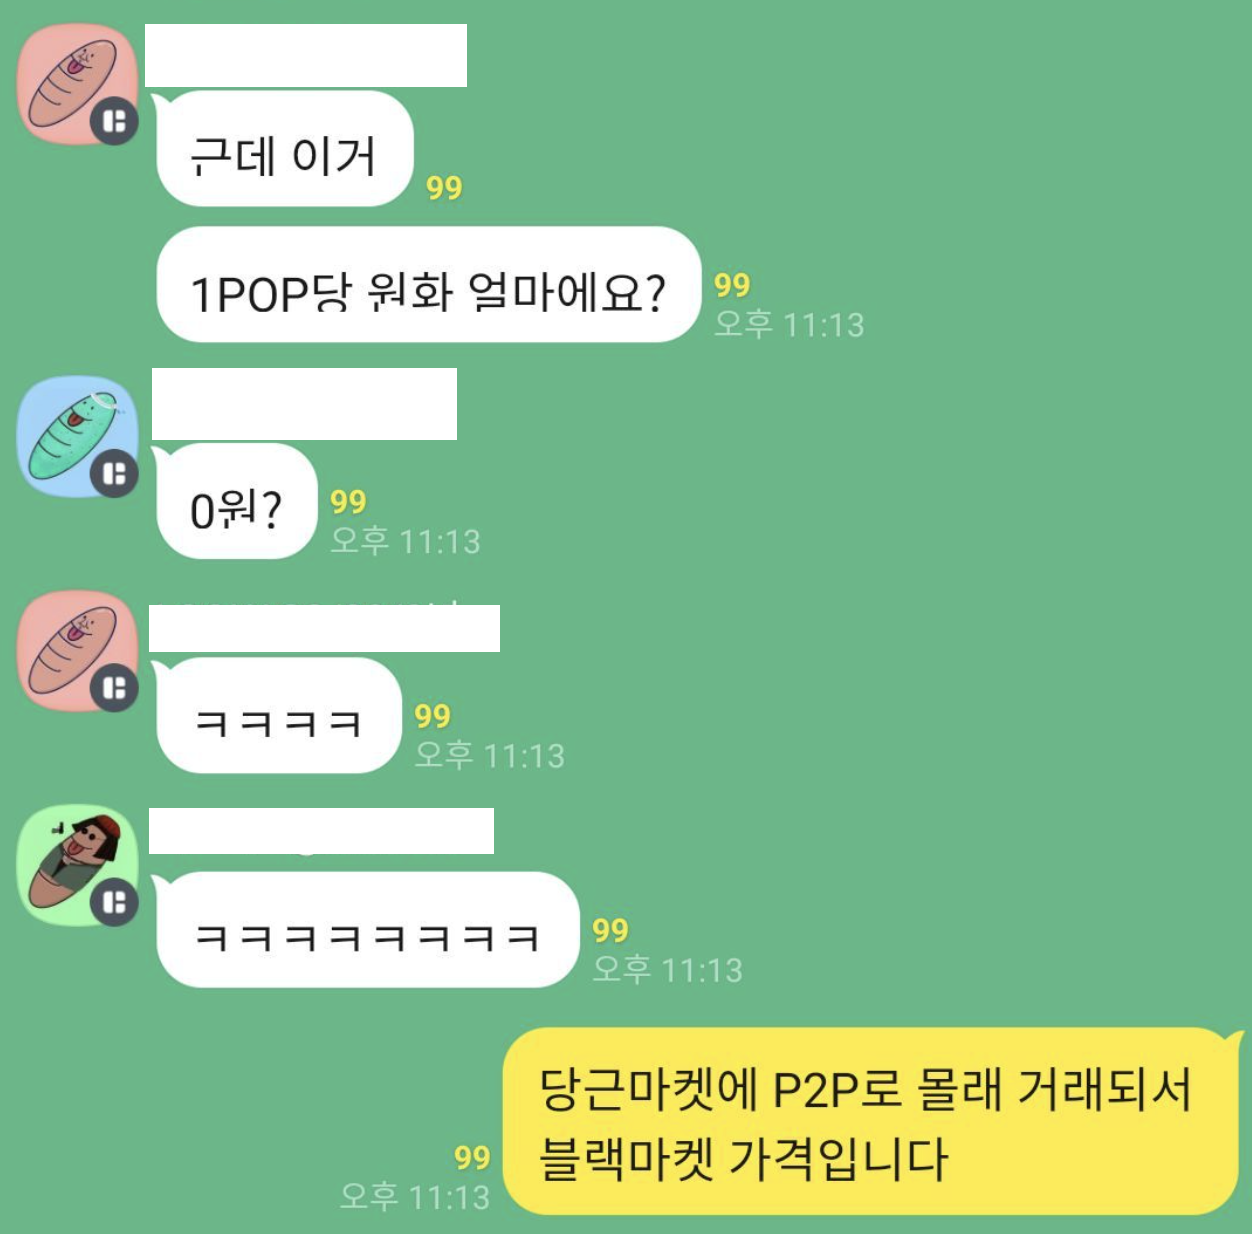 근데 이거
99
1POP당 원화 얼마에요?
99
오후 11:13
0원?
99
오후 11:13
ㅋㅋㅋㅋ
99
오후 11:13
ㅋㅋㅋㅋㅋㅋㅋㅋ
99
오후 11:13
당근마켓에 P2P로 몰래 거래되서
블랙마켓 가격입니다
99
오후 11:13